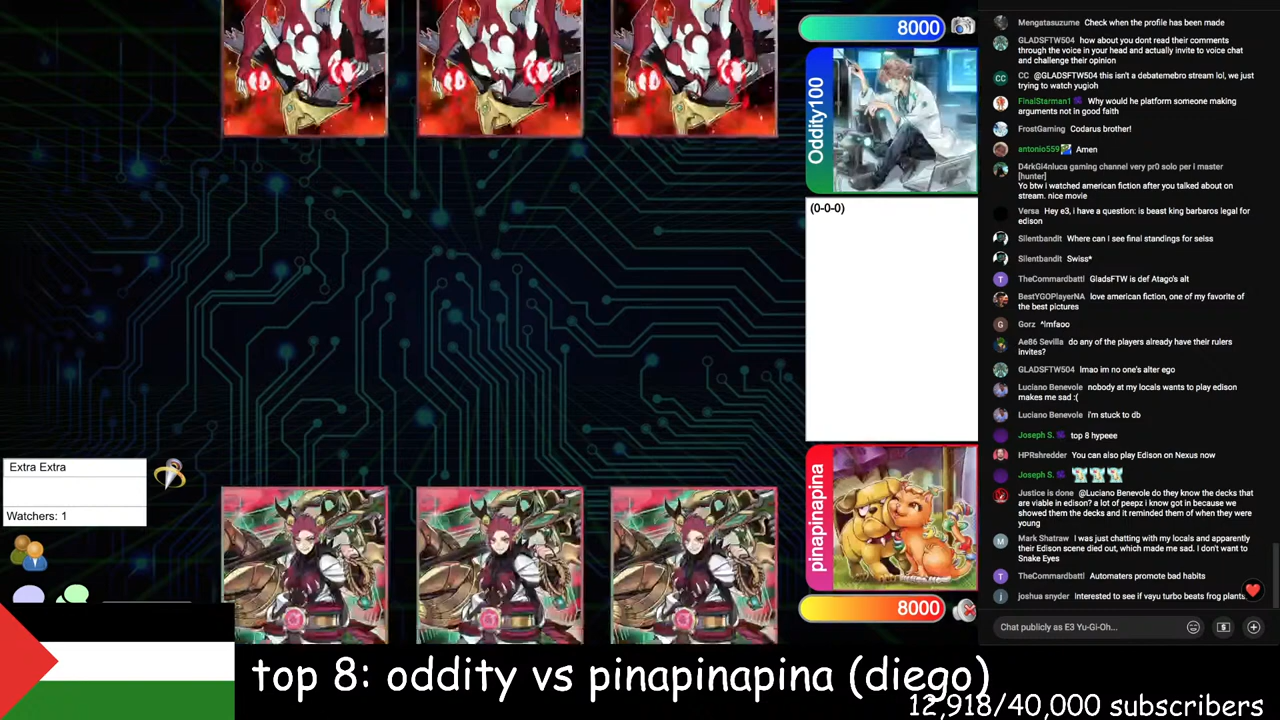 8000
Oddity100
(0-0-0)
Extra Extra
Watchers: 1
pinapinapina
8000
Mengatasuzume Check when the profile has been made
GLADSFTW504 how about you dont read their comments
through the voice in your head and actually invite to voice chat
and challenge their opinion
CC CC @GLADSFTW504 this isn't a debatemebro stream lol, we just
trying to watch yugioh
FinalStarman1 Why would he platform someone making
arguments not in good faith
FrostGaming Codarus brother!
antonio559 Amen
D4rkGi4nluca gaming channel very pr0 solo per i master
[hunter]
Yo btw i watched american fiction after you talked about on
stream. nice movie
Versa Hey e3, i have a question: is beast king barbaros legal for
edison
Silentbandit Where can I see final standings for seiss
Silentbandit Swiss*
T TheCommardbattl GladsFTW is def Atago's alt
BestYGOPlayerNA love american fiction, one of my favorite of
the best pictures
G Gorz ^lmfaoo
Ae86 Sevilla do any of the players already have their rulers
invites?
GLADSFTW504 lmao im no one's alter ego
Luciano Benevole nobody at my locals wants to play edison
makes me sad :(
Luciano Benevole i'm stuck to db
Joseph S. top 8 hypeee
HPRshredder You can also play Edison on Nexus now
Joseph S.
Justice is done @Luciano Benevole do they know the decks that
are viable in edison? a lot of peepz i know got in because we
showed them the decks and it reminded them of when they were
young
M Mark Shatraw I was just chatting with my locals and apparently
their Edison scene died out, which made me sad. I don't want to
Snake Eyes
T TheCommardbattl Automaters promote bad habits
j joshua snyder Interested to see if vayu turbo beats frog plants
Chat publicly as E3 Yu-Gi-Oh...
top 8: oddity vs pinapinapina (diego)
12,918/40,000 subscribers